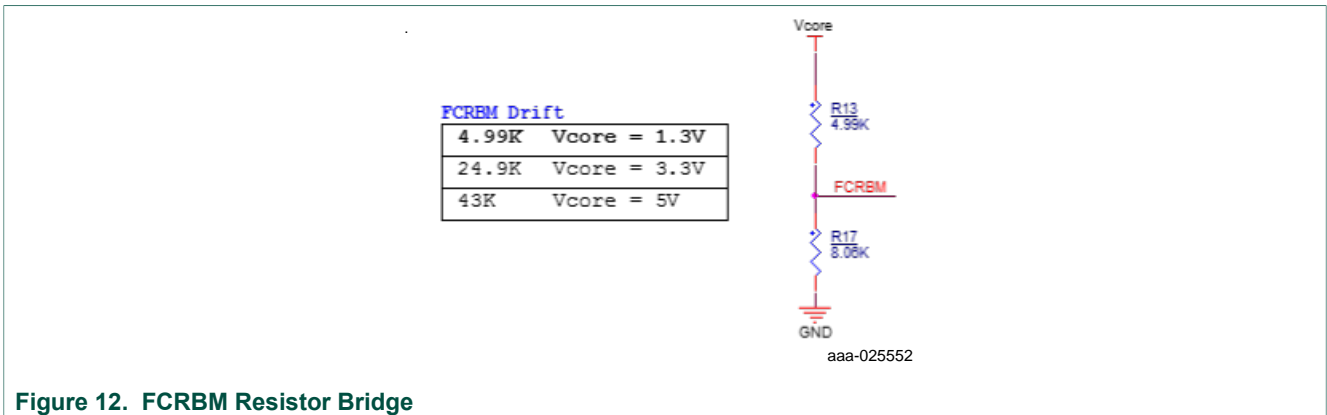 Vcore
FCRBM Drift
4.99K Vcore = 1.3V
24.9K Vcore = 3.3V
43K Vcore = 5V
R13
4.99K
FCRBM
R17
8.06K
GND
aaa-025552
Figure 12. FCRBM Resistor Bridge